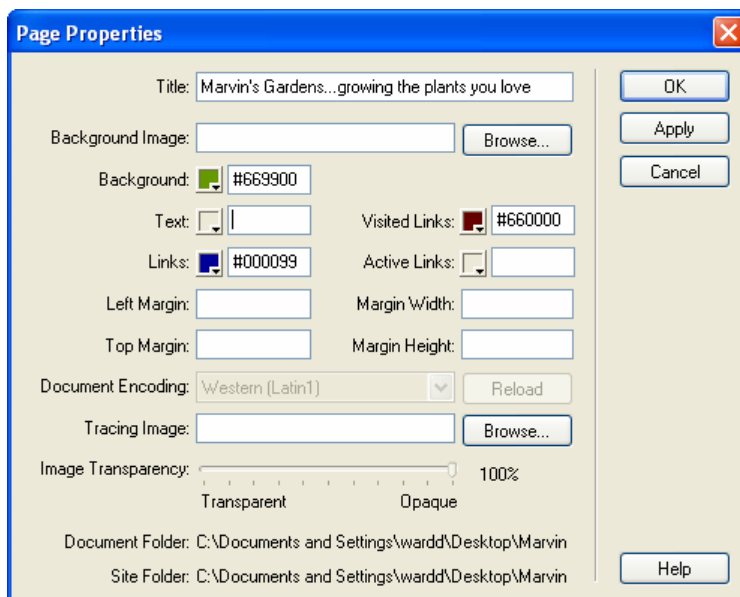 Page Properties
Title: Marvin's Gardens...growing the plants you love
OK
Background Image: Browse...
Apply
Background: #669900
Cancel
Text: Visited Links: #660000
Links: #000099 Active Links:
Left Margin: Margin Width:
Top Margin: Margin Height:
Document Encoding: Western (Latin1) Reload
Tracing Image: Browse...
Image Transparency: 100%
Transparent Opaque
Document Folder: C:\Documents and Settings\wardd\Desktop\Marvin
Site Folder: C:\Documents and Settings\wardd\Desktop\Marvin
Help